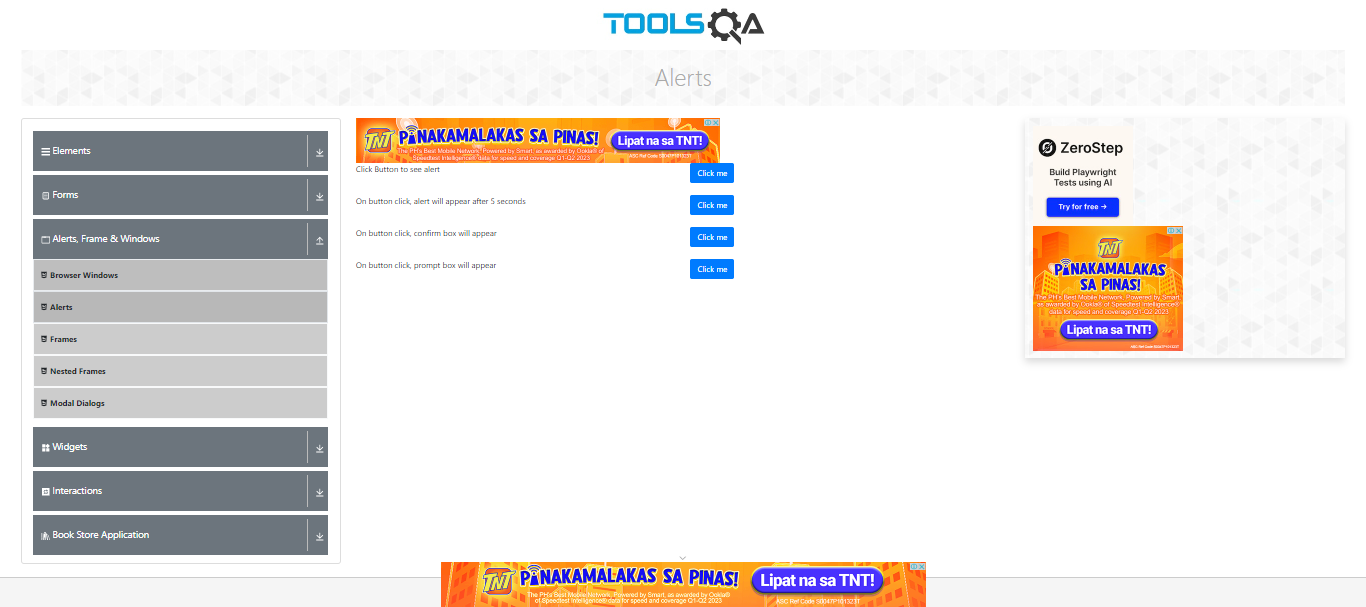 TOOLSQA
Alerts
Elements
Forms
Alerts, Frame & Windows
Browser Windows
Alerts
Frames
Nested Frames
Modal Dialogs
Widgets
Interactions
Book Store Application
TNT
PINAKAMALAKAS SA PINAS!
The PH's Best Mobile Network, Powered by Smart, as awarded by Ookla® of
Speedtest Intelligence® data for speed and coverage Q1-Q2 2023
Lipat na sa TNT!
Click Button to see alert
Click me
On button click, alert will appear after 5 seconds
Click me
On button click, confirm box will appear
Click me
On button click, prompt box will appear
Click me
ZeroStep
Build Playwright
Tests using AI
Try for free →
TNT
PINAKAMALAKAS
SA PINAS!
The PH's Best Mobile Network, Powered by Smart,
as awarded by Ookla® of Speedtest Intelligence®
data for speed and coverage Q1-Q2 2023
Lipat na sa TNT!
TNT
PINAKAMALAKAS SA PINAS!
The PH's Best Mobile Network, Powered by Smart, as awarded by Ookla®
of Speedtest Intelligence® data for speed and coverage Q1-Q2 2023
Lipat na sa TNT!